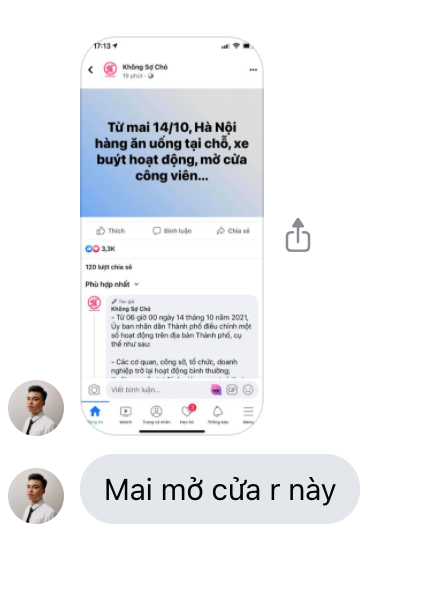 17:13
Không Sợ Chó
19 phút
Từ mai 14/10, Hà Nội
hàng ăn uống tại chỗ, xe
buýt hoạt động, mở cửa
công viên...
Thích Bình luận Chia sẻ
3,3K
120 lượt chia sẻ
Phù hợp nhất
Tác giả
Không Sợ Chó
- Từ 06 giờ 00 ngày 14 tháng 10 năm 2021,
Ủy ban nhân dân Thành phố điều chỉnh một
số hoạt động trên địa bàn Thành phố, cụ
thể như sau:
- Các cơ quan, công sở, tổ chức, doanh
nghiệp trở lại hoạt động bình thường;
Viết bình luận...
GIF
Watch Trang cá nhân Hẹn hò Thông báo Menu
Mai mở cửa r này